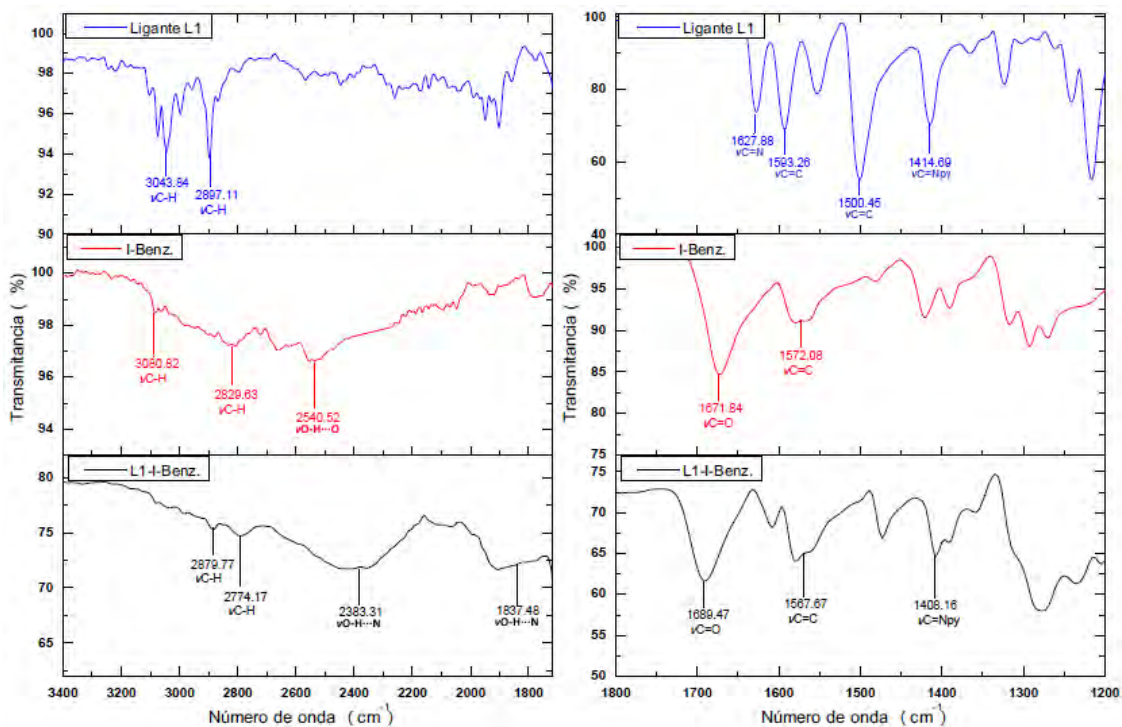 Ligante L1
100
98
96
94
92
90
3043.84
νC-H
2897.11
νC-H
I-Benz.
100
98
96
94
3080.82
νC-H
2829.63
νC-H
2540.52
νO-H···O
L1-I-Benz.
80
75
70
65
2879.77
νC-H
2774.17
νC-H
2383.31
νO-H···N
1837.48
νO-H···N
3400 3200 3000 2800 2600 2400 2200 2000 1800
Número de onda ( cm⁻¹)
Transmitancia ( %)
Ligante L1
100
80
60
40
1627.88
νC=N
1593.26
νC=C
1500.45
νC=C
1414.69
νC=Npy
I-Benz.
100
95
90
85
80
75
1671.84
νC=O
1572.08
νC=C
L1-I-Benz.
75
70
65
60
55
50
1689.47
νC=O
1567.67
νC=C
1408.16
νC=Npy
1800 1700 1600 1500 1400 1300 1200
Número de onda ( cm⁻¹)
Transmitancia ( %)